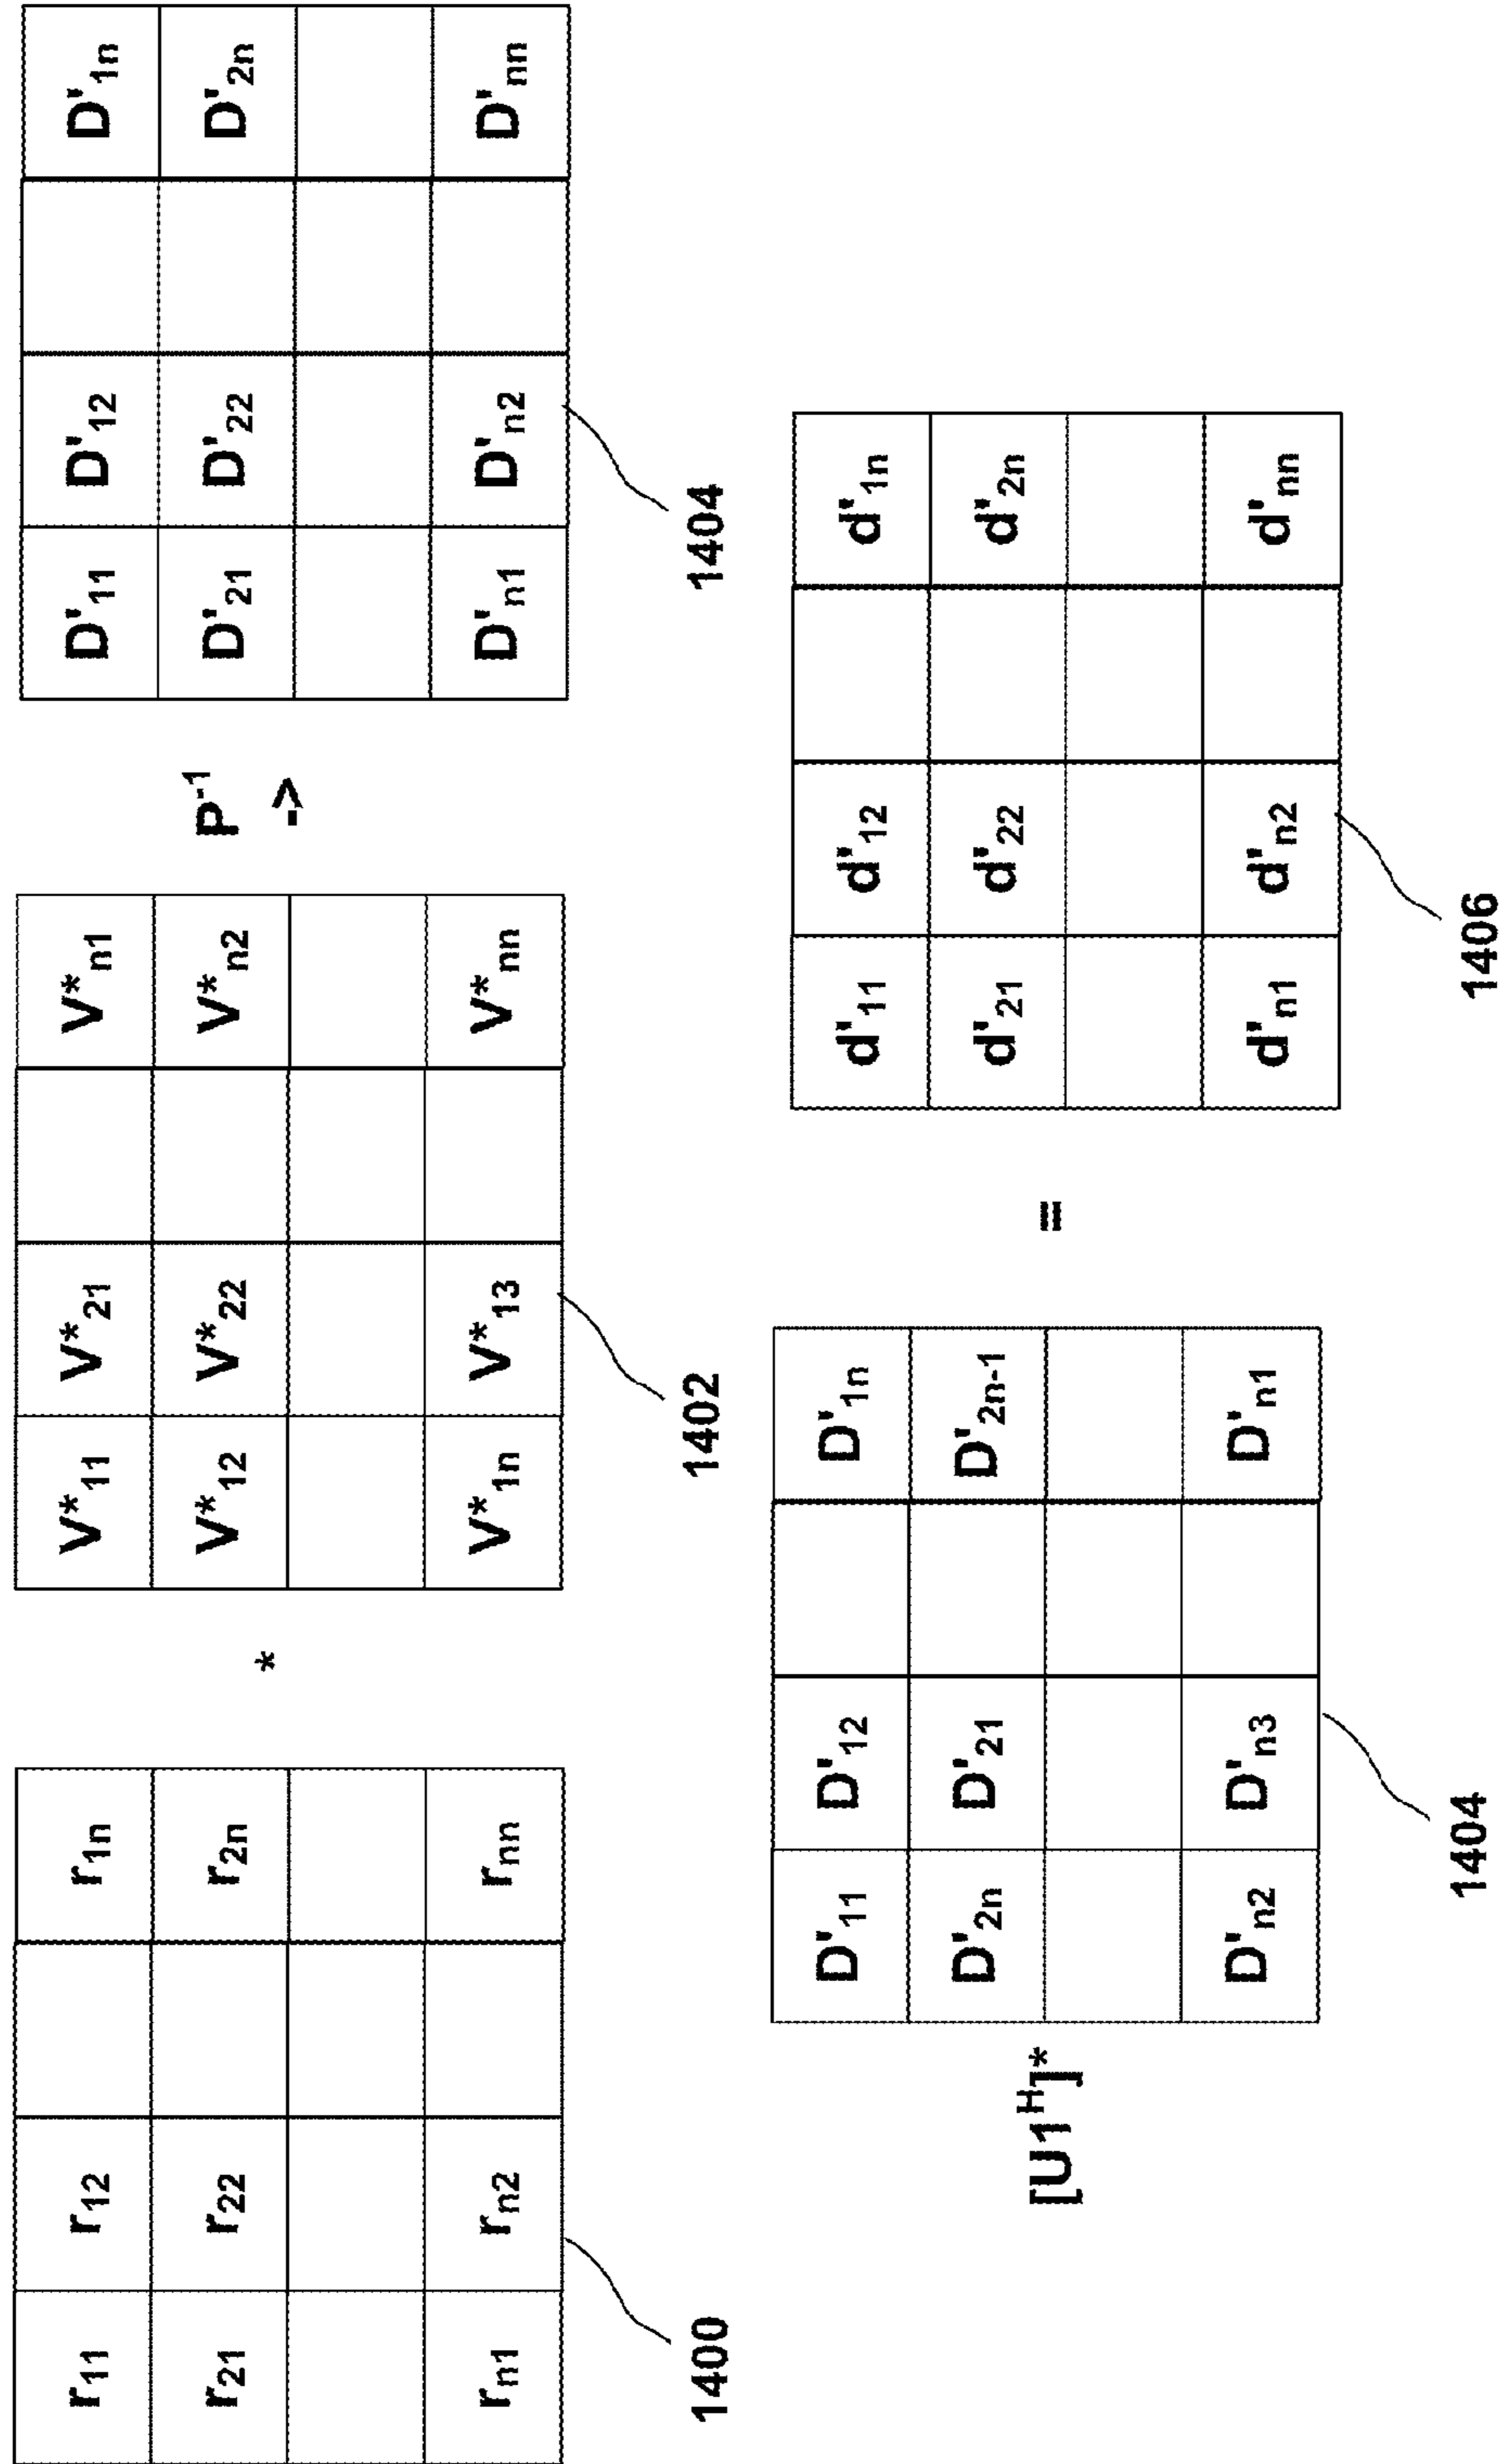 r11 r12 r1n
r21 r22 r2n
rn1 rn2 rnn
1400
*
V*11 V*21 V*n1
V*12 V*22 V*n2
V*1n V*13 V*nn
1402
P-1
->
D'11 D'12 D'1n
D'21 D'22 D'2n
D'n1 D'n2 D'nn
1404
[U1H]*
D'11 D'12 D'1n
D'2n D'21 D'2n-1
D'n2 D'n3 D'n1
1404
=
d'11 d'12 d'1n
d'21 d'22 d'2n
d'n1 d'n2 d'nn
1406